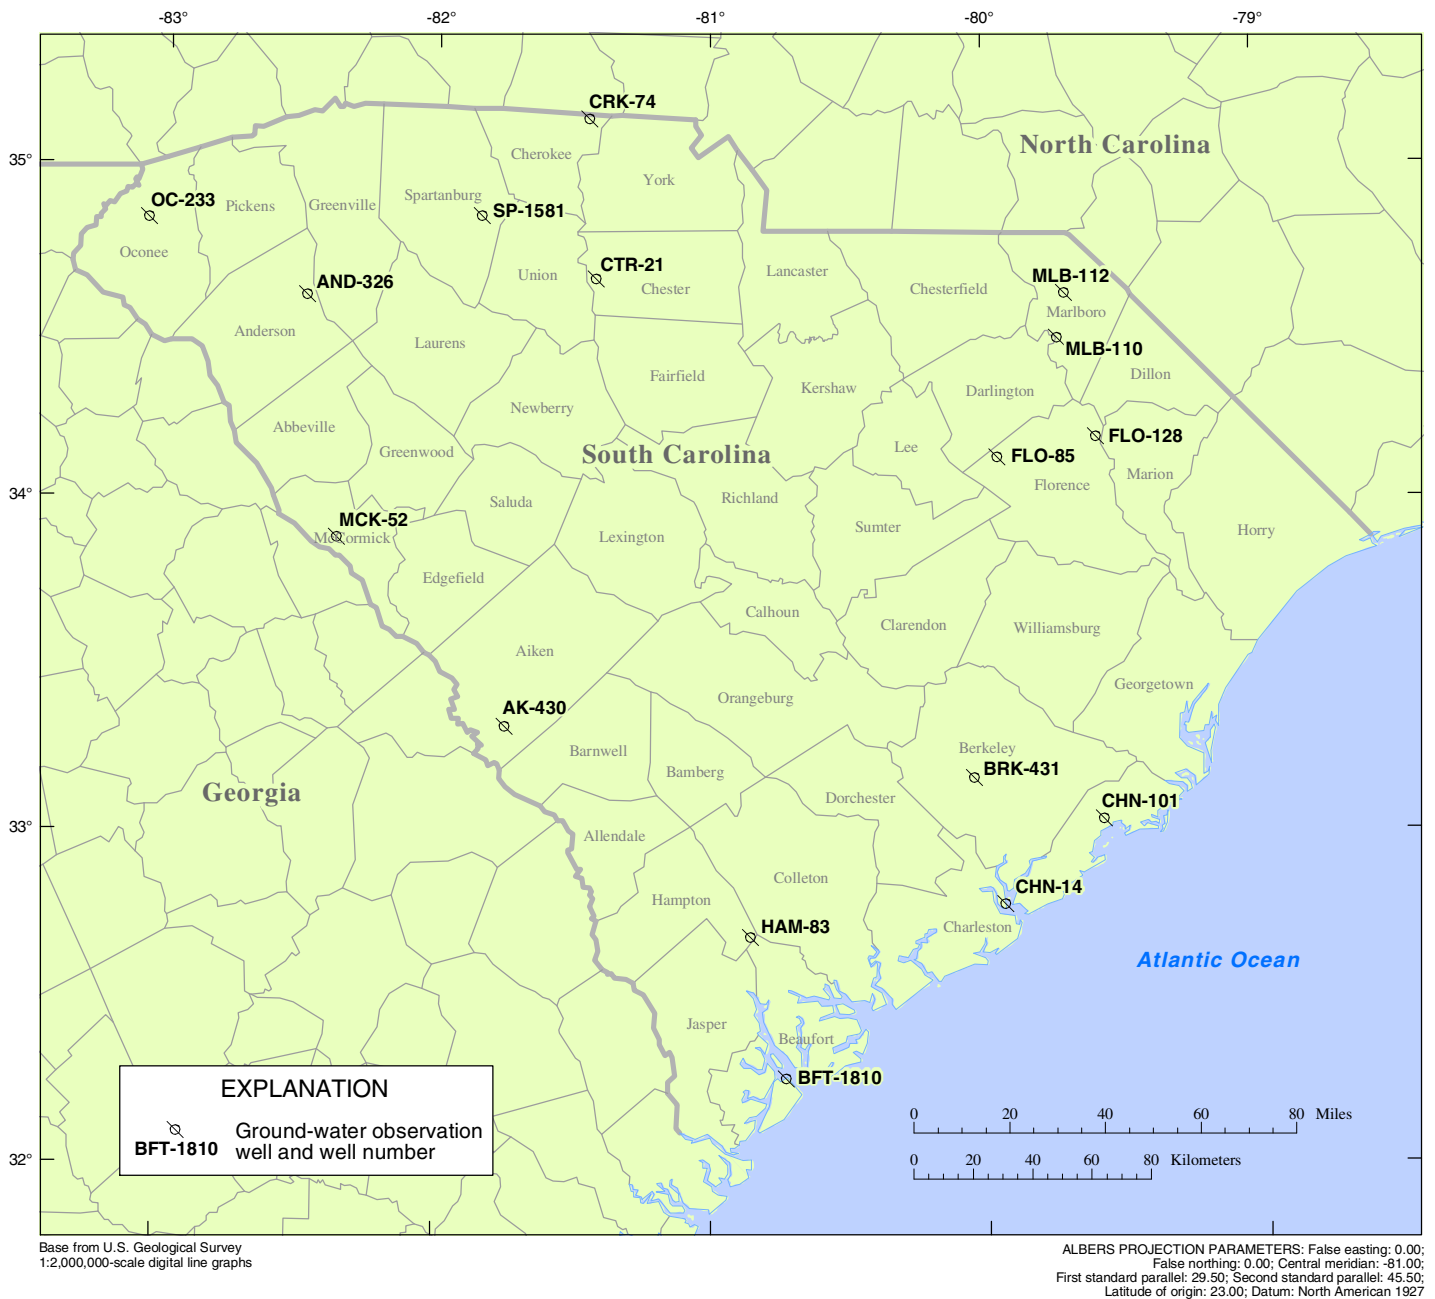 -83°
-82°
-81°
-80°
-79°
CRK-74
North Carolina
Cherokee
35°
York
OC-233
Pickens
Greenville
Spartanburg
SP-1581
Oconee
CTR-21
Union
Chester
Lancaster
MLB-112
AND-326
Chesterfield
Marlboro
Anderson
Laurens
MLB-110
Fairfield
Kershaw
Darlington
Dillon
Newberry
Abbeville
Greenwood
South Carolina
Lee
FLO-128
FLO-85
Marion
Florence
34°
Saluda
Richland
MCK-52
McCormick
Lexington
Sumter
Horry
Edgefield
Calhoun
Clarendon
Williamsburg
Aiken
Orangeburg
Georgetown
AK-430
Barnwell
Berkeley
BRK-431
Bamberg
Georgia
Dorchester
CHN-101
33°
Allendale
Colleton
CHN-14
Hampton
HAM-83
Charleston
Atlantic Ocean
Jasper
Beaufort
BFT-1810
EXPLANATION
BFT-1810
Ground-water observation
well and well number
0 20 40 60 80 Miles
0 20 40 60 80 Kilometers
32°
Base from U.S. Geological Survey
1:2,000,000-scale digital line graphs
ALBERS PROJECTION PARAMETERS: False easting: 0.00;
False northing: 0.00; Central meridian: -81.00;
First standard parallel: 29.50; Second standard parallel: 45.50;
Latitude of origin: 23.00; Datum: North American 1927